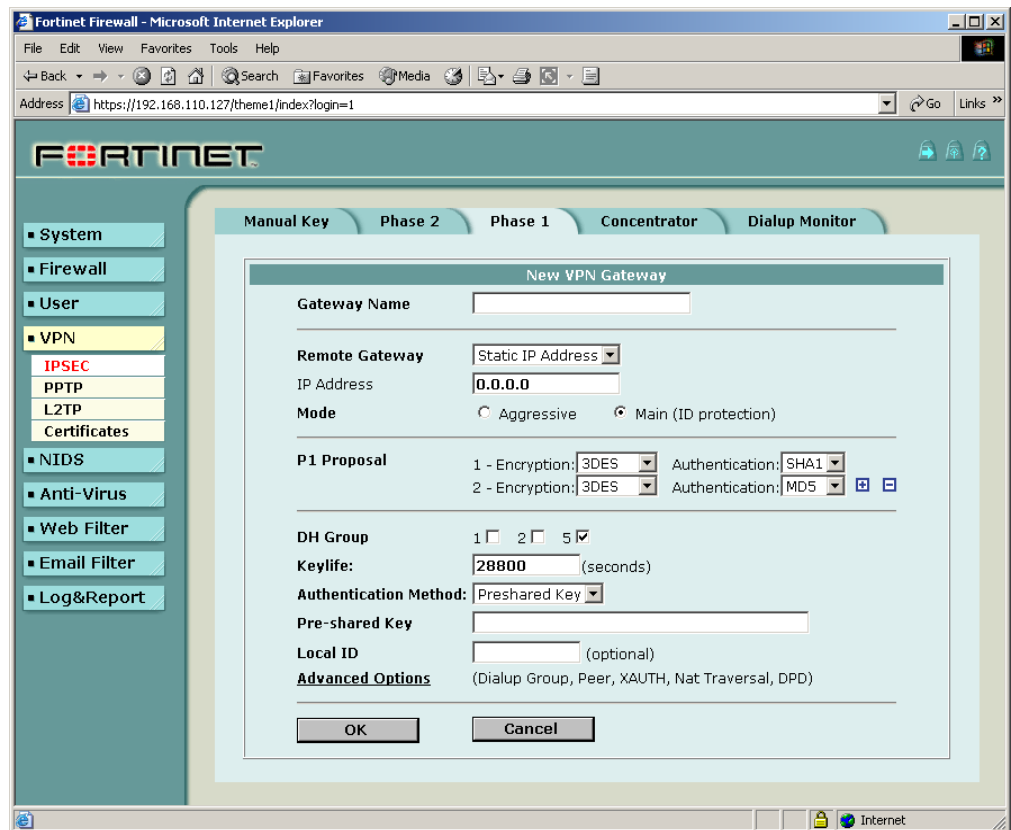 Fortinet Firewall - Microsoft Internet Explorer
File Edit View Favorites Tools Help
Back Search Favorites Media
Address https://192.168.110.127/theme1/index?login=1 Go Links »
FORTINET
Manual Key Phase 2 Phase 1 Concentrator Dialup Monitor
System
Firewall
User
VPN
IPSEC
PPTP
L2TP
Certificates
NIDS
Anti-Virus
Web Filter
Email Filter
Log&Report
New VPN Gateway
Gateway Name
Remote Gateway Static IP Address
IP Address 0.0.0.0
Mode Aggressive Main (ID protection)
P1 Proposal 1 - Encryption: 3DES Authentication: SHA1
2 - Encryption: 3DES Authentication: MD5
DH Group 1 2 5
Keylife: 28800 (seconds)
Authentication Method: Preshared Key
Pre-shared Key
Local ID (optional)
Advanced Options (Dialup Group, Peer, XAUTH, Nat Traversal, DPD)
OK Cancel
Internet